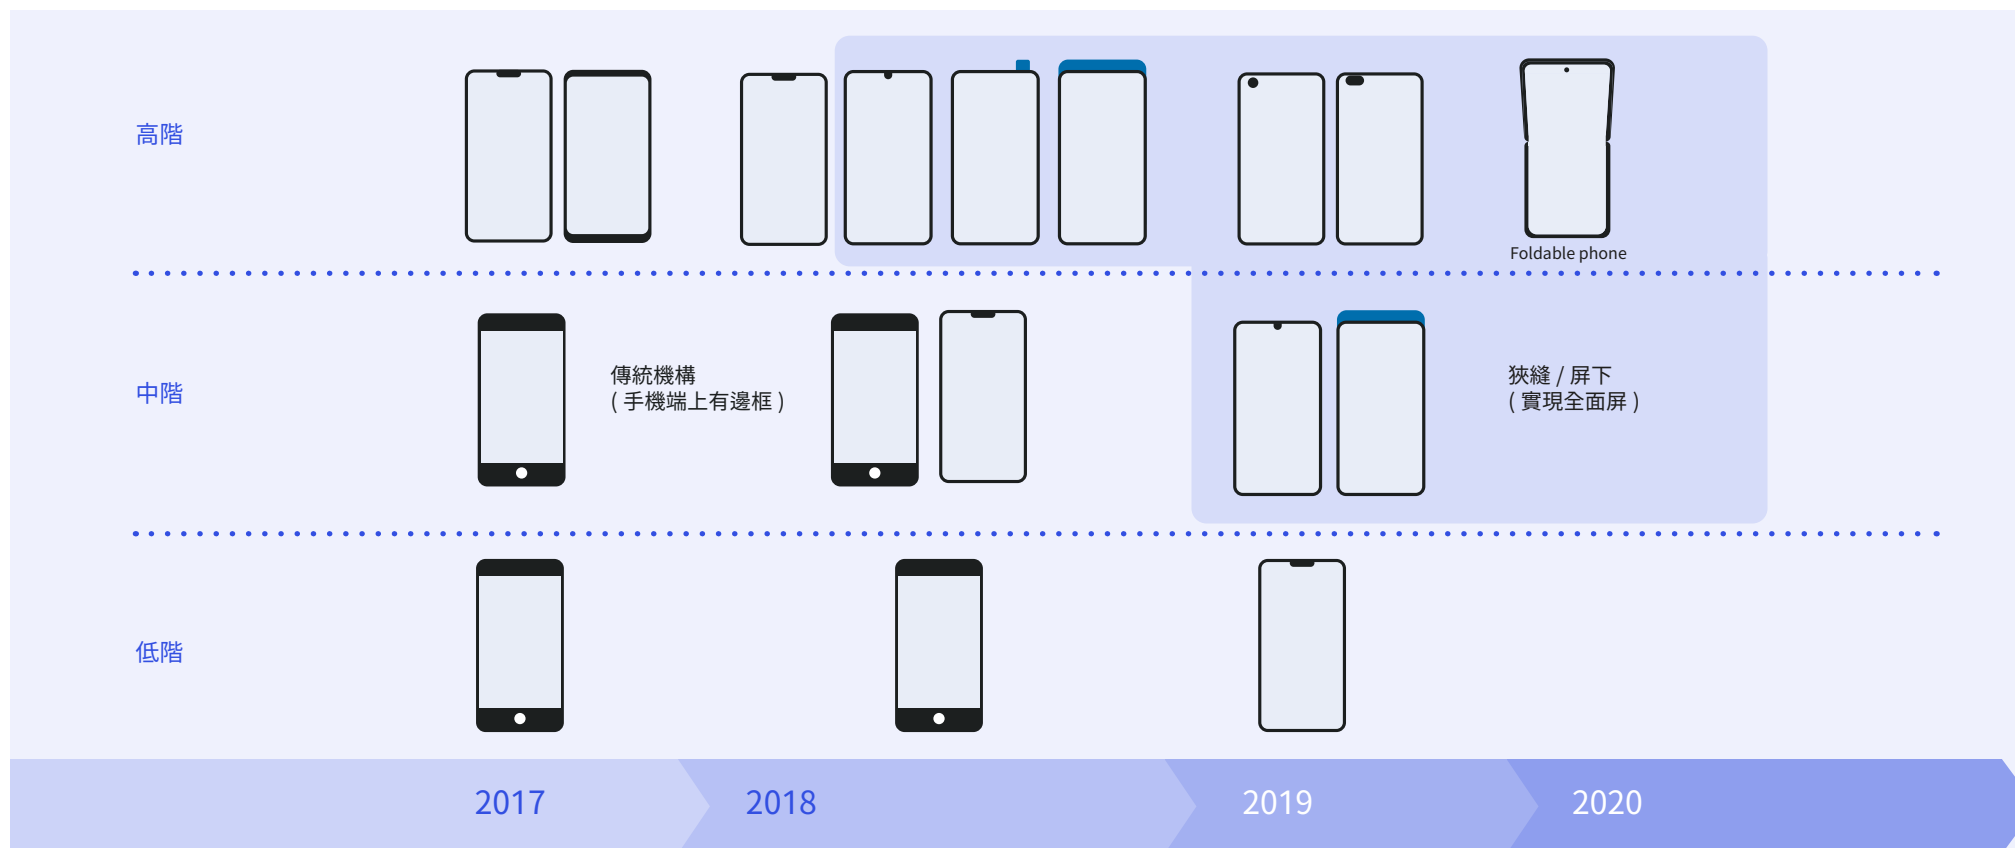 高階
Foldable phone
中階
傳統機構
( 手機端上有邊框 )
狹縫 / 屏下
( 實現全面屏 )
低階
2017
2018
2019
2020